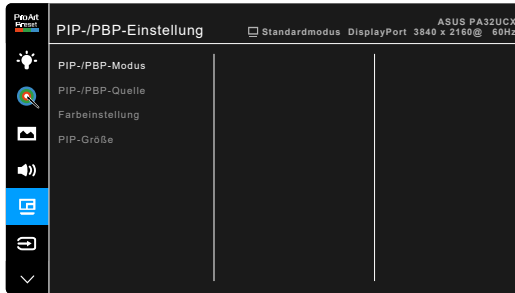 ProArt
Preset
PIP-/PBP-Einstellung
ASUS PA32UCX
Standardmodus DisplayPort 3840 x 2160@ 60Hz
PIP-/PBP-Modus
PIP-/PBP-Quelle
Farbeinstellung
PIP-Größe